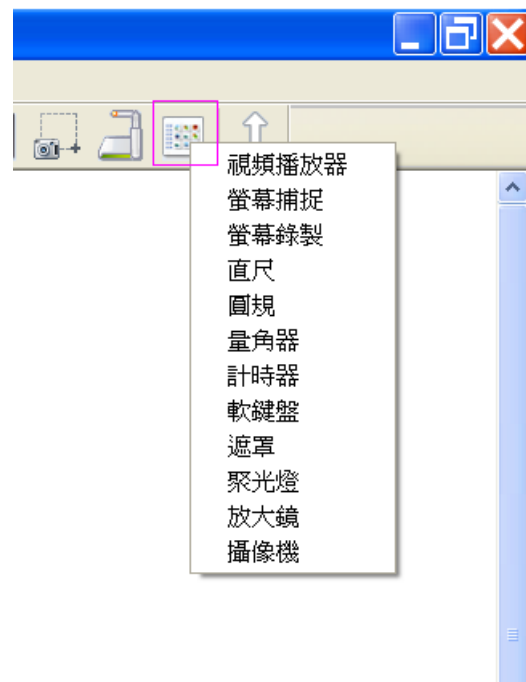 視頻播放器
螢幕捕捉
螢幕錄製
直尺
圓規
量角器
計時器
軟鍵盤
遮罩
聚光燈
放大鏡
攝像機